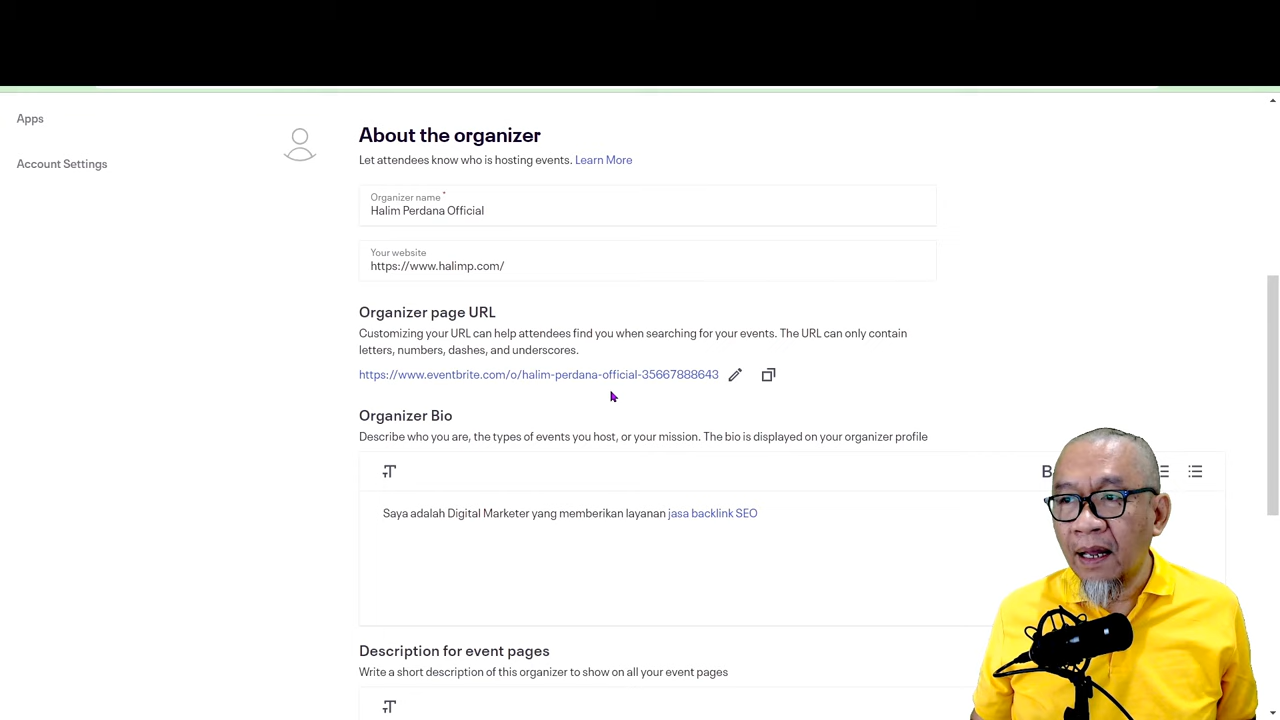 Apps
Account Settings
About the organizer
Let attendees know who is hosting events. Learn More
Organizer name *
Halim Perdana Official
Your website
https://www.halimp.com/
Organizer page URL
Customizing your URL can help attendees find you when searching for your events. The URL can only contain
letters, numbers, dashes, and underscores.
https://www.eventbrite.com/o/halim-perdana-official-35667888643
Organizer Bio
Describe who you are, the types of events you host, or your mission. The bio is displayed on your organizer profile
B
Saya adalah Digital Marketer yang memberikan layanan jasa backlink SEO
Description for event pages
Write a short description of this organizer to show on all your event pages